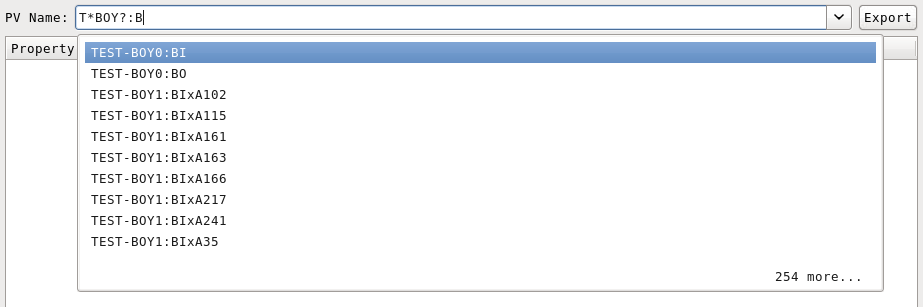 PV Name: T*BOY?:B Export
Property
TEST-BOY0:BI
TEST-BOY0:BO
TEST-BOY1:BIxA102
TEST-BOY1:BIxA115
TEST-BOY1:BIxA161
TEST-BOY1:BIxA163
TEST-BOY1:BIxA166
TEST-BOY1:BIxA217
TEST-BOY1:BIxA241
TEST-BOY1:BIxA35
254 more...